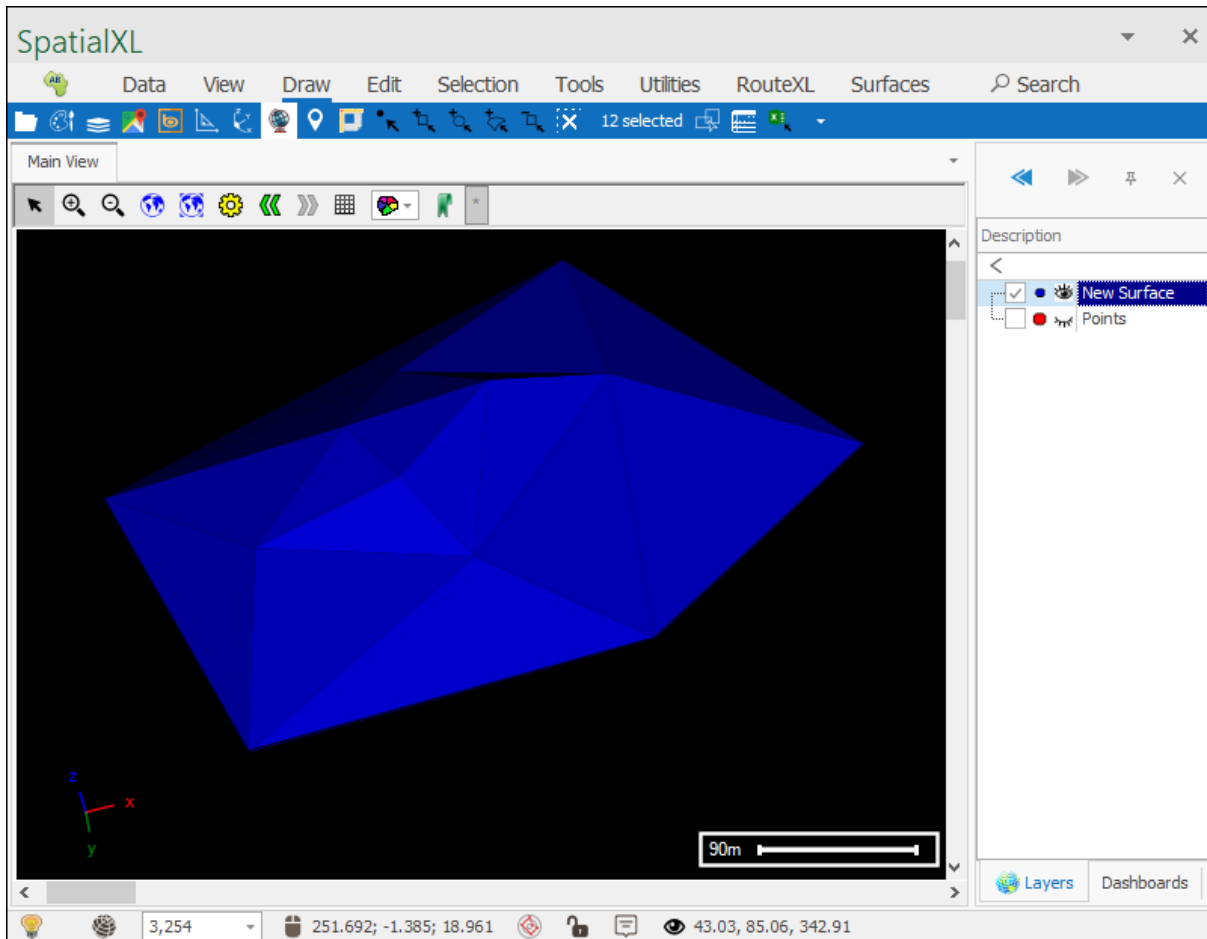 SpatialXL
AB
Data View Draw Edit Selection Tools Utilities RouteXL Surfaces Search
12 selected
Main View
*
Description
<
New Surface
Points
z
x
y
90m
Layers Dashboards
3,254 251.692; -1.385; 18.961 43.03, 85.06, 342.91